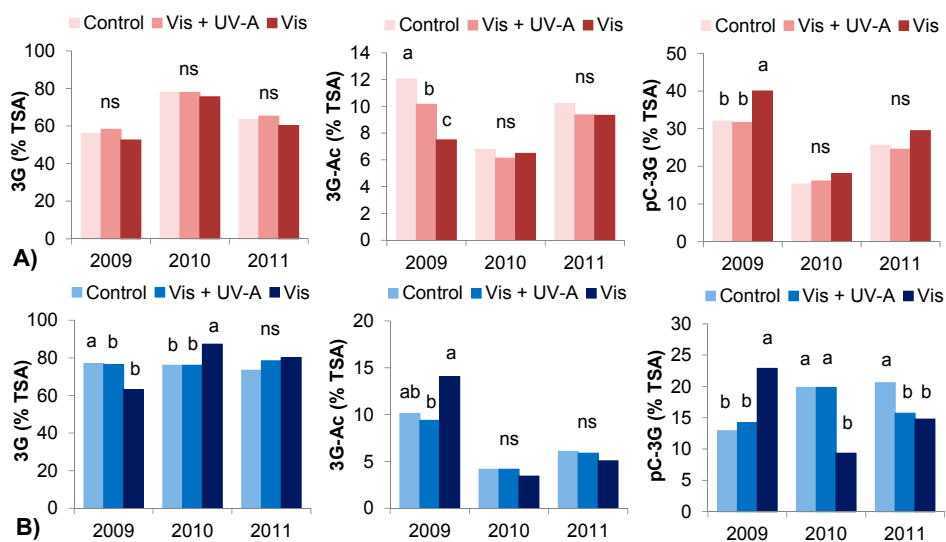 Control Vis + UV-A Vis
3G (% TSA)
100
80
60
40
20
0
ns
ns
ns
2009 2010 2011
A)
Control Vis + UV-A Vis
3G-Ac (% TSA)
14
12
10
8
6
4
2
0
a
b
c
ns
ns
2009 2010 2011
Control Vis + UV-A Vis
pC-3G (% TSA)
50
40
30
20
10
0
b b a
ns
ns
2009 2010 2011
Control Vis + UV-A Vis
3G (% TSA)
100
80
60
40
20
0
a b b
b b a
ns
2009 2010 2011
B)
Control Vis + UV-A Vis
3G-Ac (% TSA)
20
15
10
5
0
ab b a
ns
ns
2009 2010 2011
Control Vis + UV-A Vis
pC-3G (% TSA)
25
20
15
10
5
0
b b a
a a b
a b b
2009 2010 2011